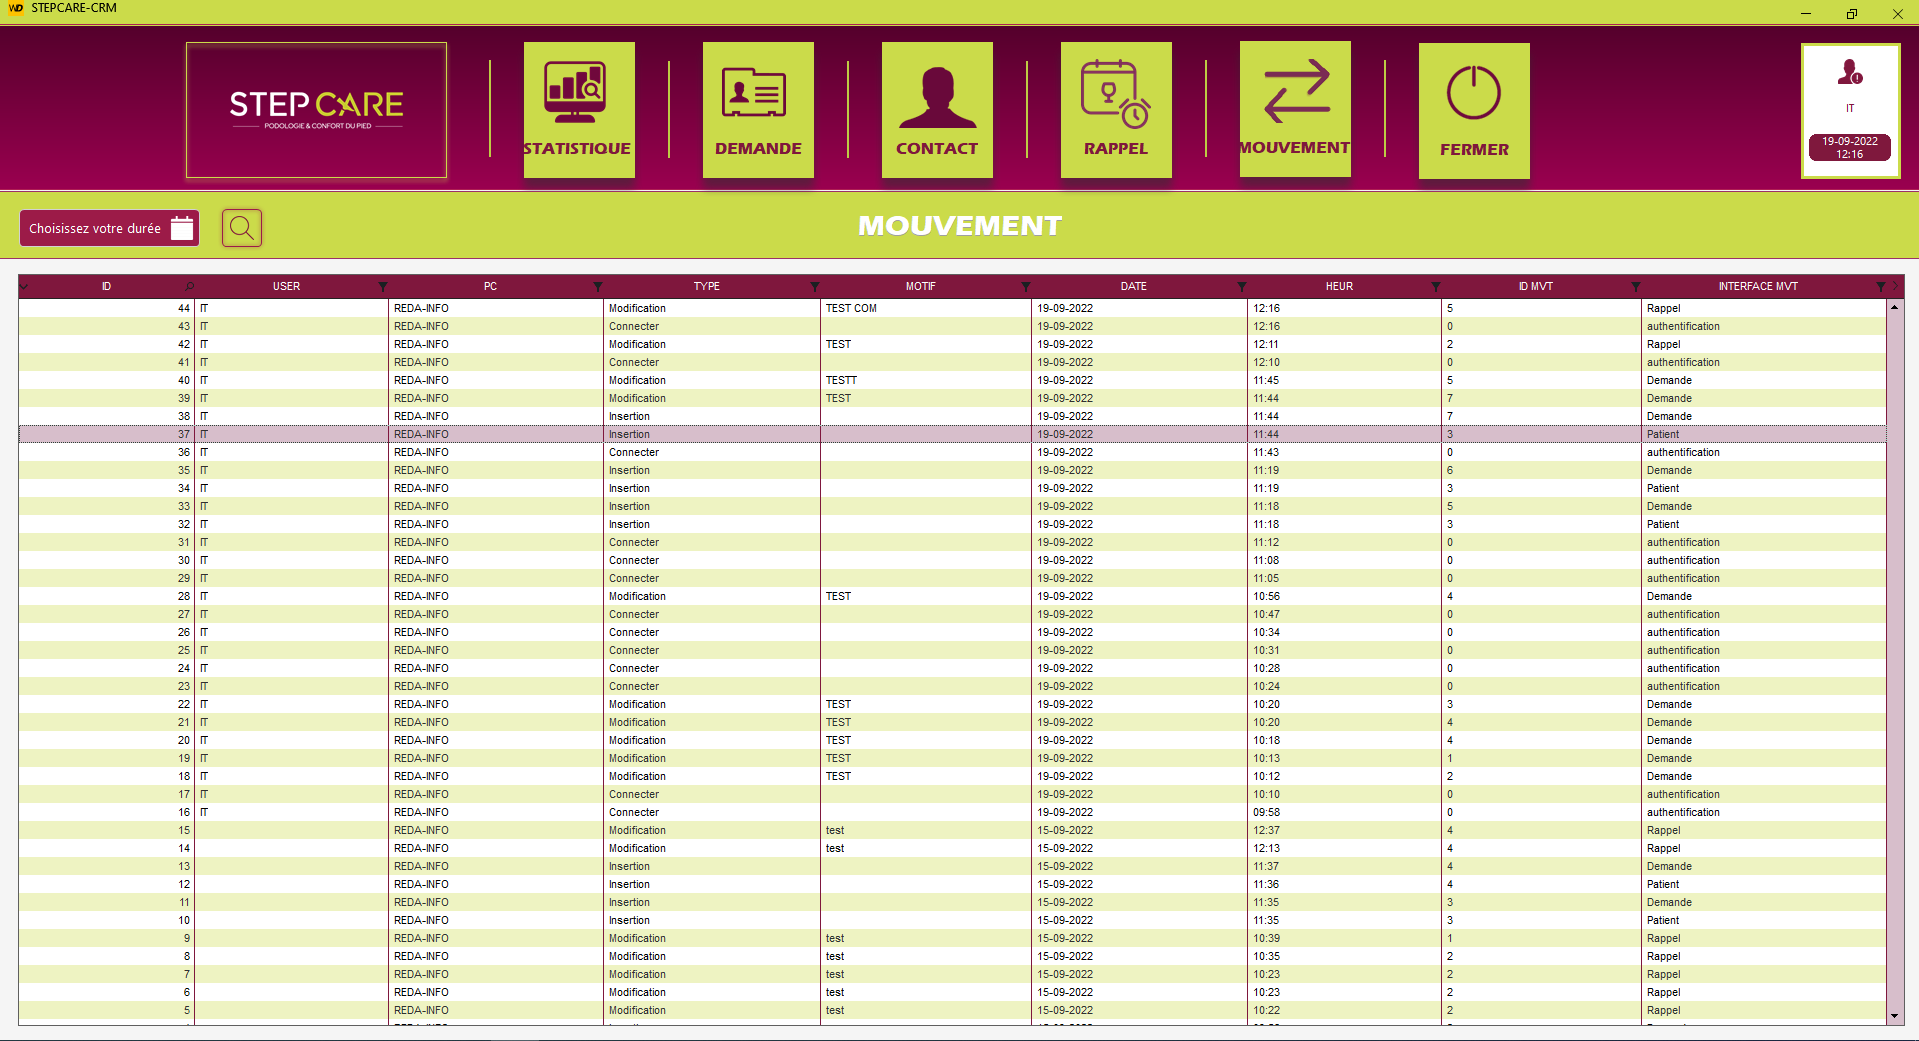 STEPCARE-CRM
STEP CARE
PODOLOGIE & CONFORT DU PIED
STATISTIQUE
DEMANDE
CONTACT
RAPPEL
MOUVEMENT
FERMER
IT
19-09-2022
12:16
Choisissez votre durée
MOUVEMENT
ID USER PC TYPE MOTIF DATE HEUR ID MVT INTERFACE MVT
44 IT REDA-INFO Modification TEST COM 19-09-2022 12:16 5 Rappel
43 IT REDA-INFO Connecter 19-09-2022 12:16 0 authentification
42 IT REDA-INFO Modification TEST 19-09-2022 12:11 2 Rappel
41 IT REDA-INFO Connecter 19-09-2022 12:10 0 authentification
40 IT REDA-INFO Modification TESTT 19-09-2022 11:45 5 Demande
39 IT REDA-INFO Modification TEST 19-09-2022 11:44 7 Demande
38 IT REDA-INFO Insertion 19-09-2022 11:44 7 Demande
37 IT REDA-INFO Insertion 19-09-2022 11:44 3 Patient
36 IT REDA-INFO Connecter 19-09-2022 11:43 0 authentification
35 IT REDA-INFO Insertion 19-09-2022 11:19 6 Demande
34 IT REDA-INFO Insertion 19-09-2022 11:19 3 Patient
33 IT REDA-INFO Insertion 19-09-2022 11:18 5 Demande
32 IT REDA-INFO Insertion 19-09-2022 11:18 3 Patient
31 IT REDA-INFO Connecter 19-09-2022 11:12 0 authentification
30 IT REDA-INFO Connecter 19-09-2022 11:08 0 authentification
29 IT REDA-INFO Connecter 19-09-2022 11:05 0 authentification
28 IT REDA-INFO Modification TEST 19-09-2022 10:56 4 Demande
27 IT REDA-INFO Connecter 19-09-2022 10:47 0 authentification
26 IT REDA-INFO Connecter 19-09-2022 10:34 0 authentification
25 IT REDA-INFO Connecter 19-09-2022 10:31 0 authentification
24 IT REDA-INFO Connecter 19-09-2022 10:28 0 authentification
23 IT REDA-INFO Connecter 19-09-2022 10:24 0 authentification
22 IT REDA-INFO Modification TEST 19-09-2022 10:20 3 Demande
21 IT REDA-INFO Modification TEST 19-09-2022 10:20 4 Demande
20 IT REDA-INFO Modification TEST 19-09-2022 10:18 4 Demande
19 IT REDA-INFO Modification TEST 19-09-2022 10:13 1 Demande
18 IT REDA-INFO Modification TEST 19-09-2022 10:12 2 Demande
17 IT REDA-INFO Connecter 19-09-2022 10:10 0 authentification
16 IT REDA-INFO Connecter 19-09-2022 09:58 0 authentification
15 REDA-INFO Modification test 15-09-2022 12:37 4 Rappel
14 REDA-INFO Modification test 15-09-2022 12:13 4 Rappel
13 REDA-INFO Insertion 15-09-2022 11:37 4 Demande
12 REDA-INFO Insertion 15-09-2022 11:36 4 Patient
11 REDA-INFO Insertion 15-09-2022 11:35 3 Demande
10 REDA-INFO Insertion 15-09-2022 11:35 3 Patient
9 REDA-INFO Modification test 15-09-2022 10:39 1 Rappel
8 REDA-INFO Modification test 15-09-2022 10:35 2 Rappel
7 REDA-INFO Modification test 15-09-2022 10:23 2 Rappel
6 REDA-INFO Modification test 15-09-2022 10:23 2 Rappel
5 REDA-INFO Modification test 15-09-2022 10:22 2 Rappel